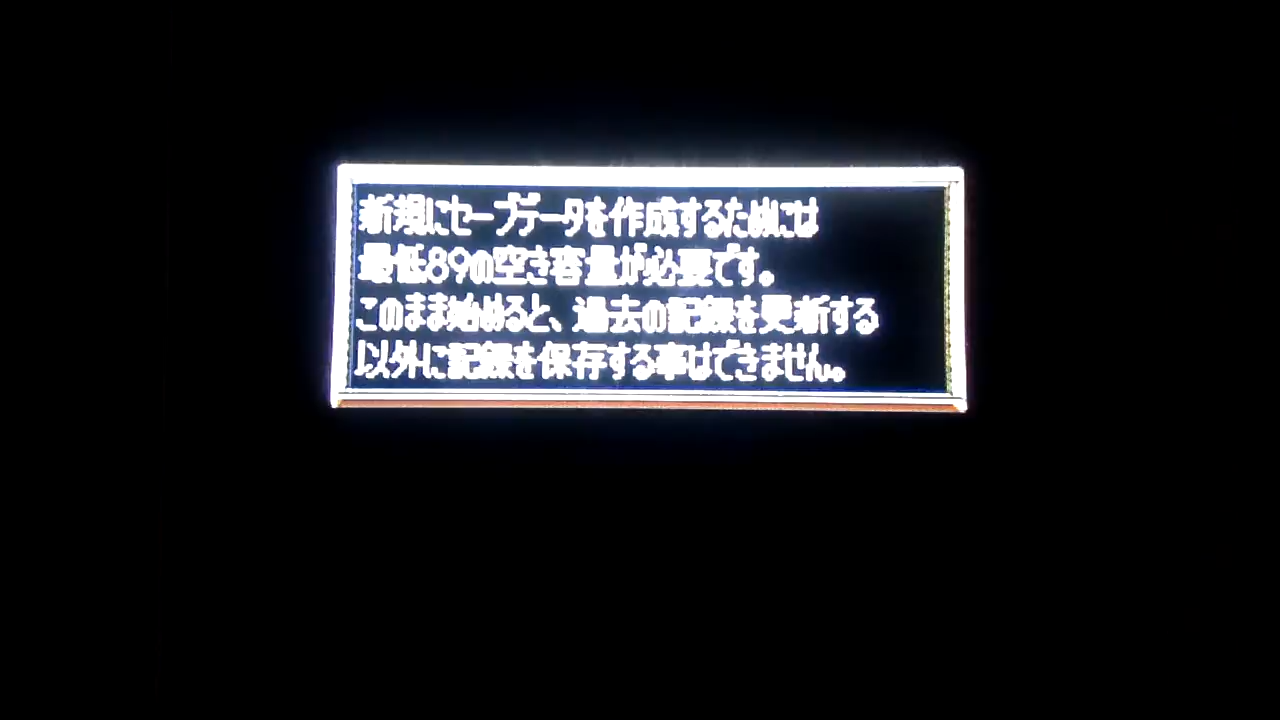 新規にセーブデータを作成するためには
最低89の空き容量が必要です。
このまま始めると、過去の記録を更新する
以外に記録を保存する事はできません。